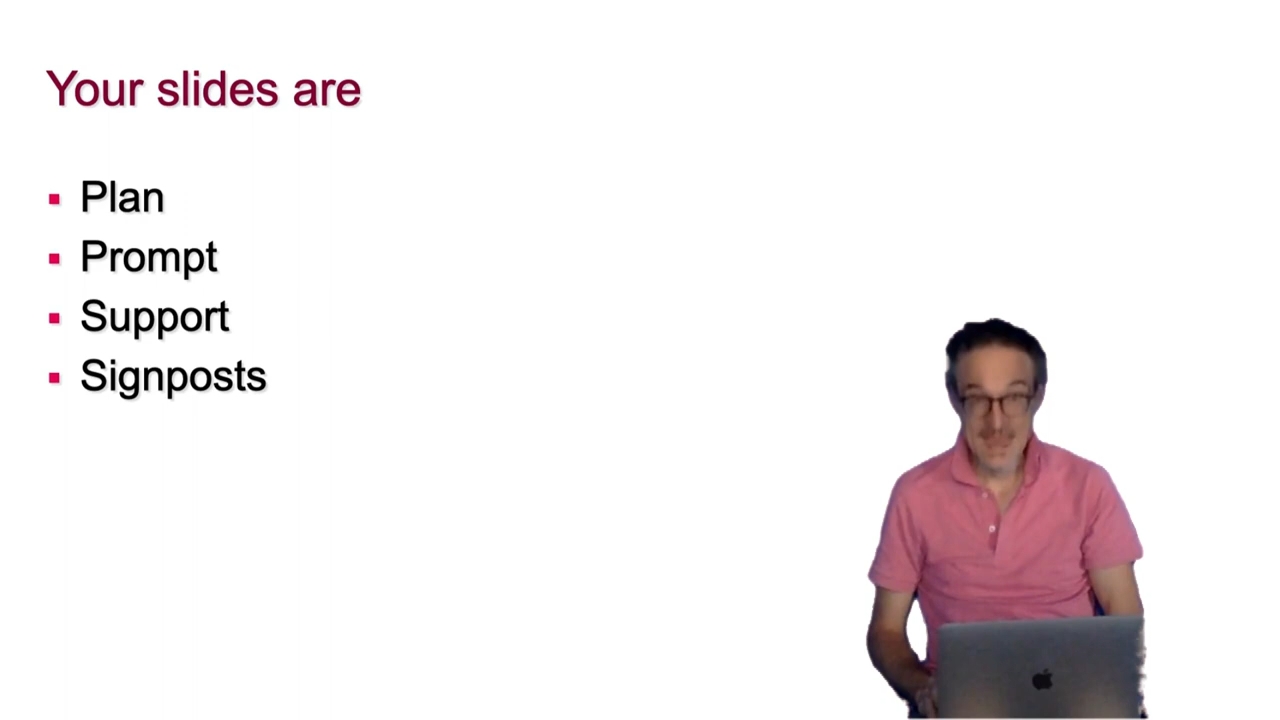 Your slides are
Plan
Prompt
Support
Signposts